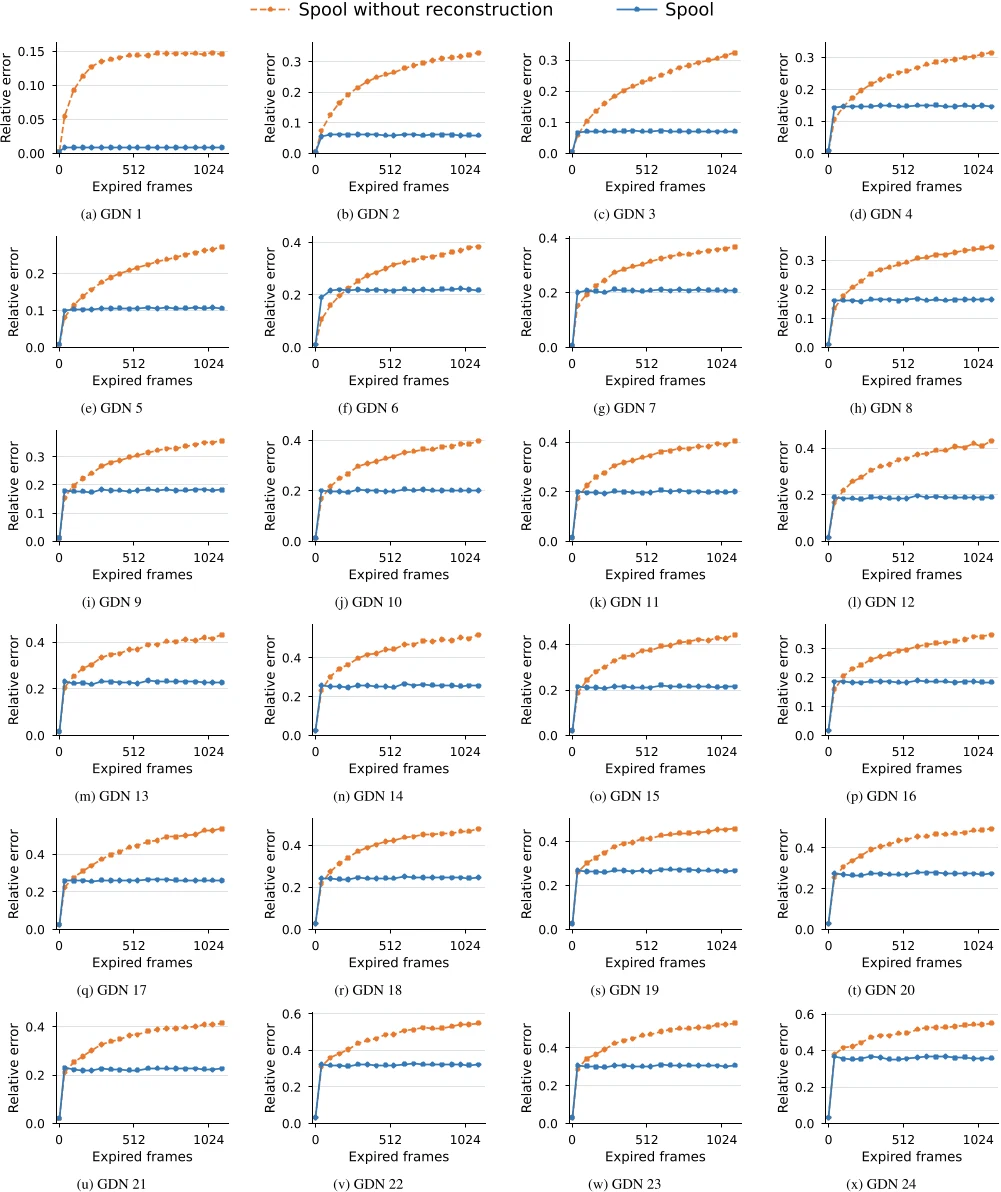 Spool without reconstruction Spool
Relative error 0.15 0.10 0.05 0.00 0 512 1024 Expired frames
(a) GDN 1
Relative error 0.3 0.2 0.1 0.0 0 512 1024 Expired frames
(b) GDN 2
Relative error 0.3 0.2 0.1 0.0 0 512 1024 Expired frames
(c) GDN 3
Relative error 0.3 0.2 0.1 0.0 0 512 1024 Expired frames
(d) GDN 4
Relative error 0.2 0.1 0.0 0 512 1024 Expired frames
(e) GDN 5
Relative error 0.4 0.2 0.0 0 512 1024 Expired frames
(f) GDN 6
Relative error 0.4 0.2 0.0 0 512 1024 Expired frames
(g) GDN 7
Relative error 0.3 0.2 0.1 0.0 0 512 1024 Expired frames
(h) GDN 8
Relative error 0.3 0.2 0.1 0.0 0 512 1024 Expired frames
(i) GDN 9
Relative error 0.4 0.2 0.0 0 512 1024 Expired frames
(j) GDN 10
Relative error 0.4 0.2 0.0 0 512 1024 Expired frames
(k) GDN 11
Relative error 0.4 0.2 0.0 0 512 1024 Expired frames
(l) GDN 12
Relative error 0.4 0.2 0.0 0 512 1024 Expired frames
(m) GDN 13
Relative error 0.4 0.2 0.0 0 512 1024 Expired frames
(n) GDN 14
Relative error 0.4 0.2 0.0 0 512 1024 Expired frames
(o) GDN 15
Relative error 0.3 0.2 0.1 0.0 0 512 1024 Expired frames
(p) GDN 16
Relative error 0.4 0.2 0.0 0 512 1024 Expired frames
(q) GDN 17
Relative error 0.4 0.2 0.0 0 512 1024 Expired frames
(r) GDN 18
Relative error 0.4 0.2 0.0 0 512 1024 Expired frames
(s) GDN 19
Relative error 0.4 0.2 0.0 0 512 1024 Expired frames
(t) GDN 20
Relative error 0.4 0.2 0.0 0 512 1024 Expired frames
(u) GDN 21
Relative error 0.6 0.4 0.2 0.0 0 512 1024 Expired frames
(v) GDN 22
Relative error 0.4 0.2 0.0 0 512 1024 Expired frames
(w) GDN 23
Relative error 0.6 0.4 0.2 0.0 0 512 1024 Expired frames
(x) GDN 24